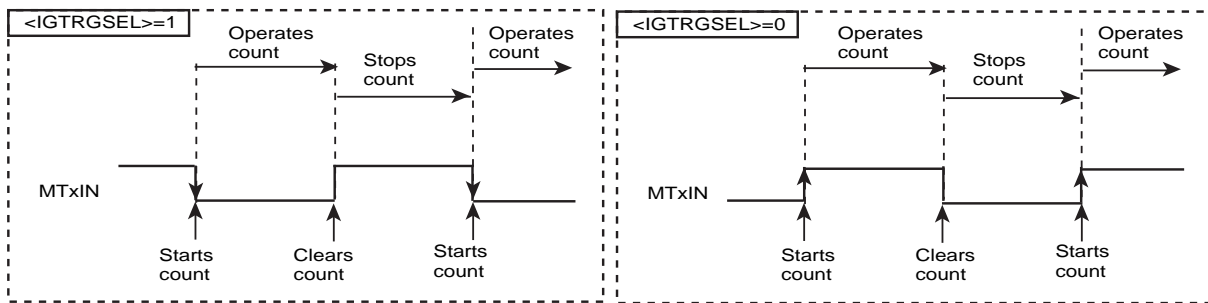 <IGTRGSEL>=1
Operates
count
Stops
count
Operates
count
MTxIN
Starts
count
Clears
count
Starts
count
<IGTRGSEL>=0
Operates
count
Stops
count
Operates
count
MTxIN
Starts
count
Clears
count
Starts
count